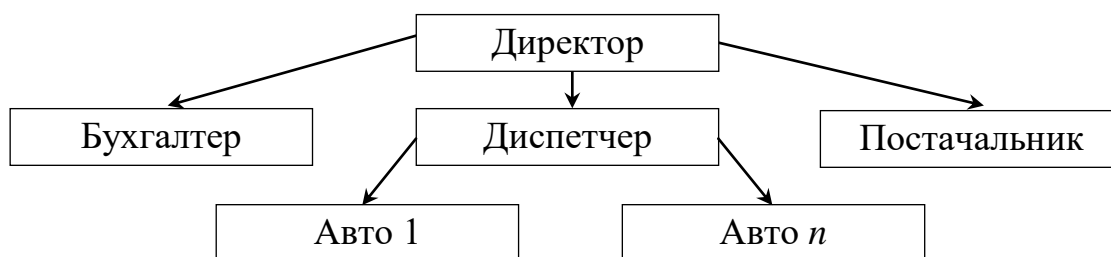 Директор
Бухгалтер
Диспетчер
Постачальник
Авто 1
Авто n